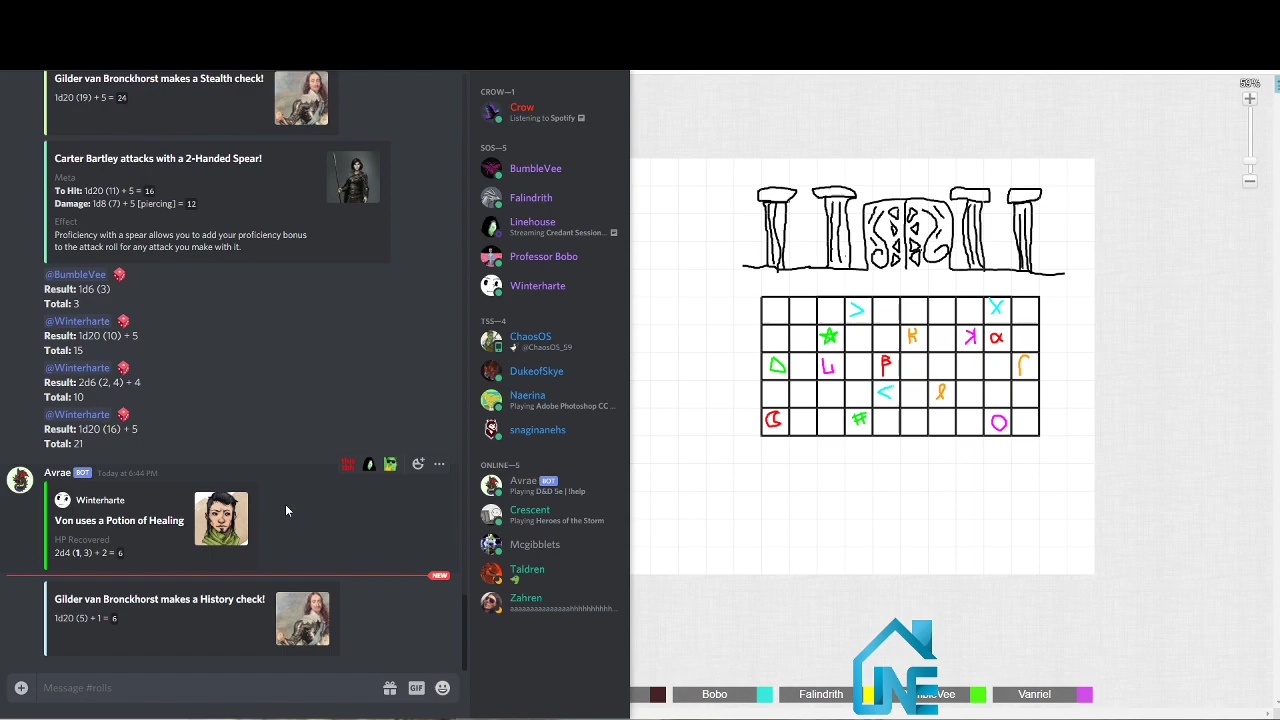 Gilder van Bronckhorst makes a Stealth check!
1d20 (19) + 5 = 24
Carter Bartley attacks with a 2-Handed Spear!
Meta
To Hit: 1d20 (11) + 5 = 16
Damage: 1d8 (7) + 5 [piercing] = 12
Effect
Proficiency with a spear allows you to add your proficiency bonus
to the attack roll for any attack you make with it.
@BumbleVee
Result: 1d6 (3)
Total: 3
@Winterharte
Result: 1d20 (10) + 5
Total: 15
@Winterharte
Result: 2d6 (2, 4) + 4
Total: 10
@Winterharte
Result: 1d20 (16) + 5
Total: 21
Avrae BOT Today at 6:44 PM
Winterharte
Von uses a Potion of Healing
HP Recovered
2d4 (1, 3) + 2 = 6
NEW
Gilder van Bronckhorst makes a History check!
1d20 (5) + 1 = 6
Message #rolls
GIF
CROW—1
Crow
Listening to Spotify
SOS—5
BumbleVee
Falindrith
Linehouse
Streaming Credant Session...
Professor Bobo
Winterharte
TSS—4
ChaosOS
@ChaosOS_59
DukeofSkye
Naerina
Playing Adobe Photoshop CC ...
snaginanehs
ONLINE—5
Avrae BOT
Playing D&D 5e | !help
Crescent
Playing Heroes of the Storm
Mcgibblets
Taldren
Zahren
aaaaaaaaaaaaaahhhhhhhhhh...
59%
> X
K K α
β
<
#
Bobo
Falindrith
Vee
Vanriel